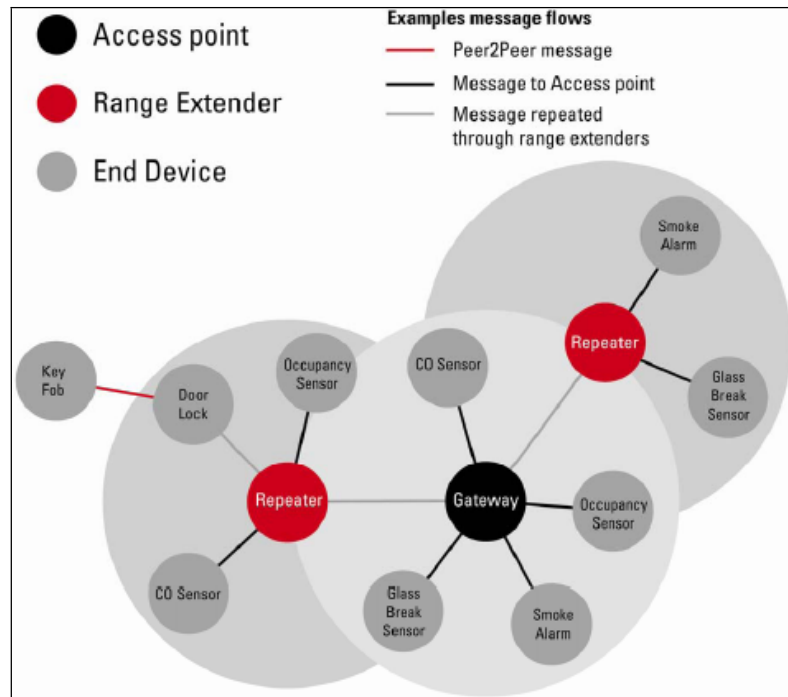 Access point
Range Extender
End Device
Examples message flows
Peer2Peer message
Message to Access point
Message repeated
through range extenders
Smoke
Alarm
Repeater
Glass
Break
Sensor
Key
Fob
Door
Lock
Occupancy
Sensor
CO Sensor
Repeater
Gateway
Occupancy
Sensor
CO Sensor
Glass
Break
Sensor
Smoke
Alarm